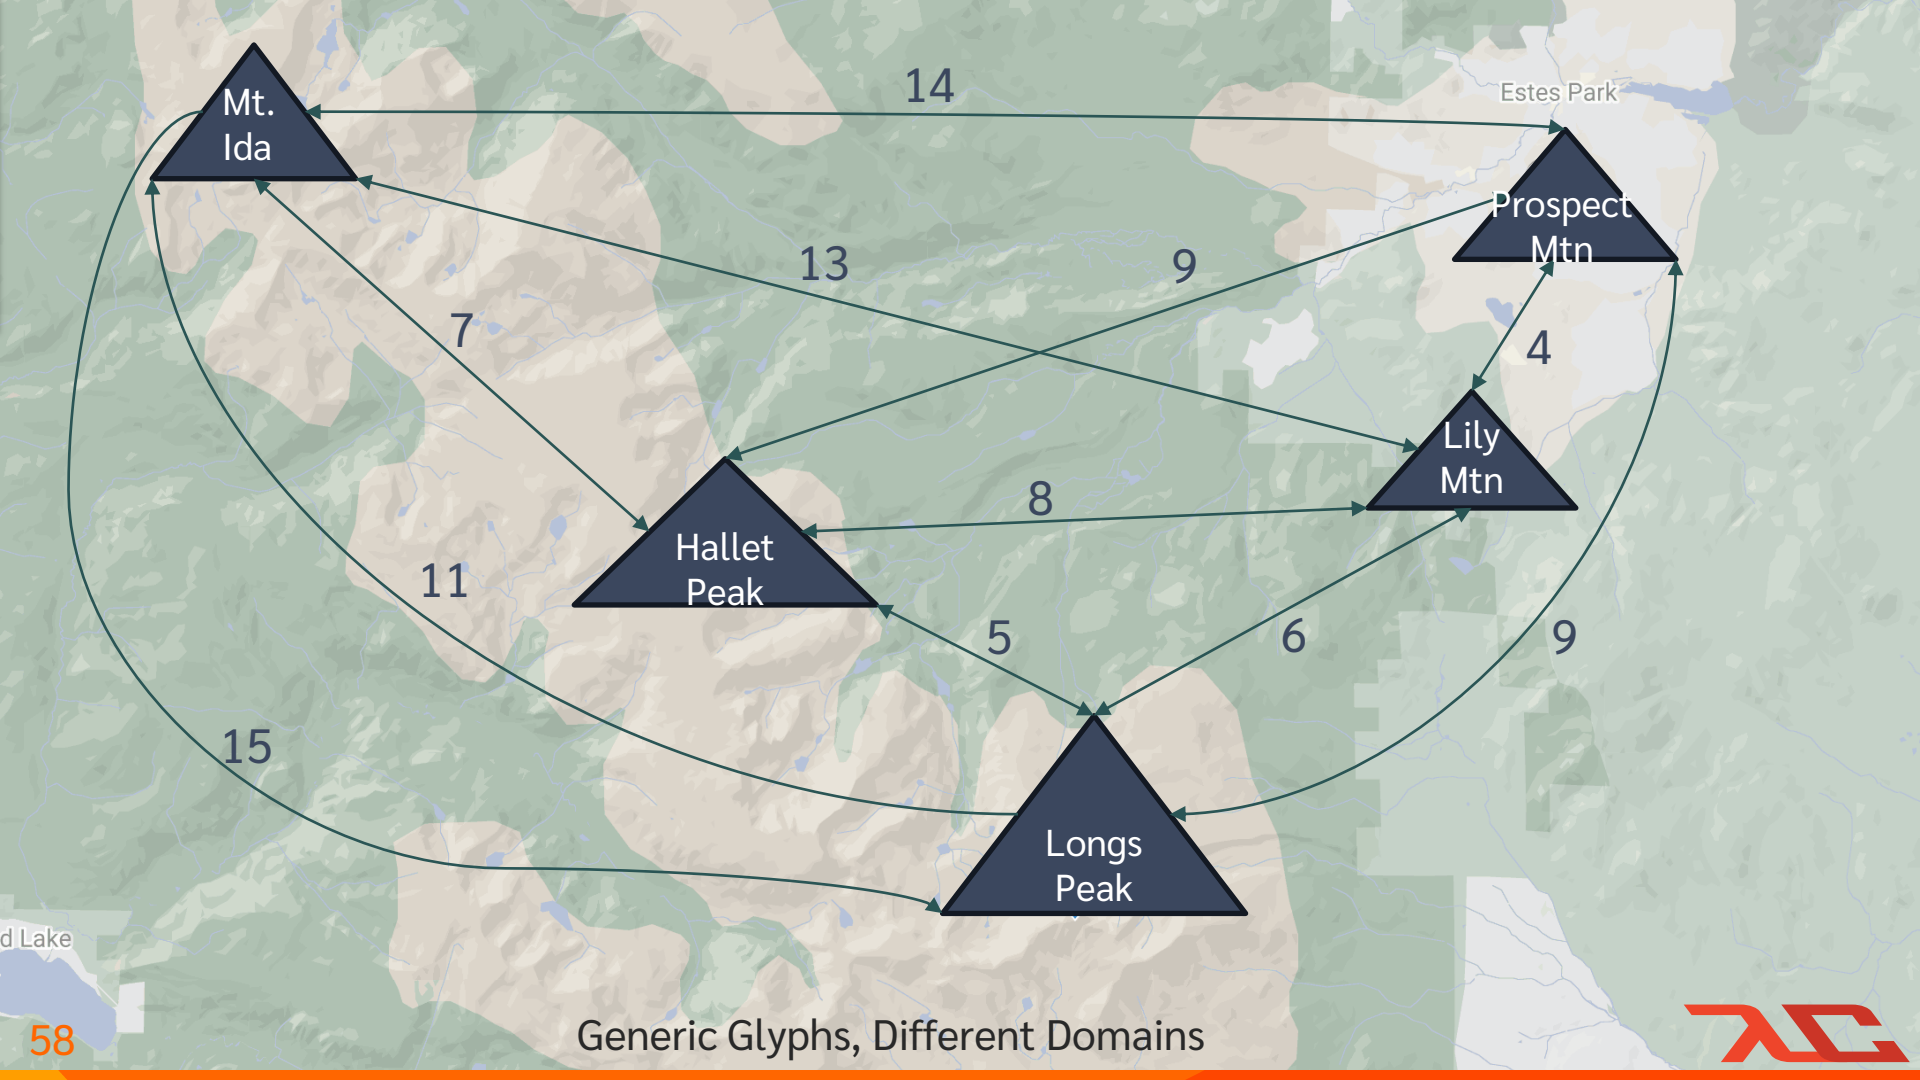 14
Estes Park
Mt.
Ida
Prospect
Mtn
13
9
7
4
Lily
Mtn
8
Hallet
Peak
11
5
6
9
15
Longs
Peak
d Lake
58
Generic Glyphs, Different Domains